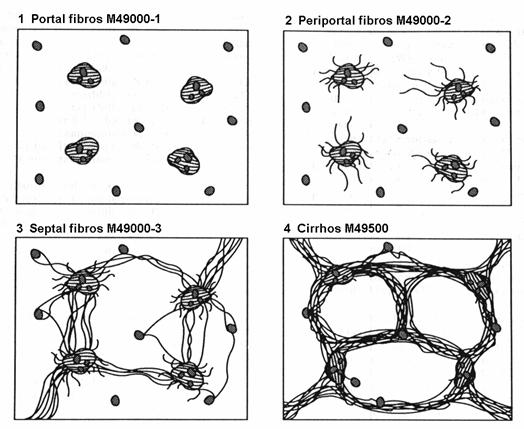 1 Portal fibros M49000-1
2 Periportal fibros M49000-2
3 Septal fibros M49000-3
4 Cirrhos M49500